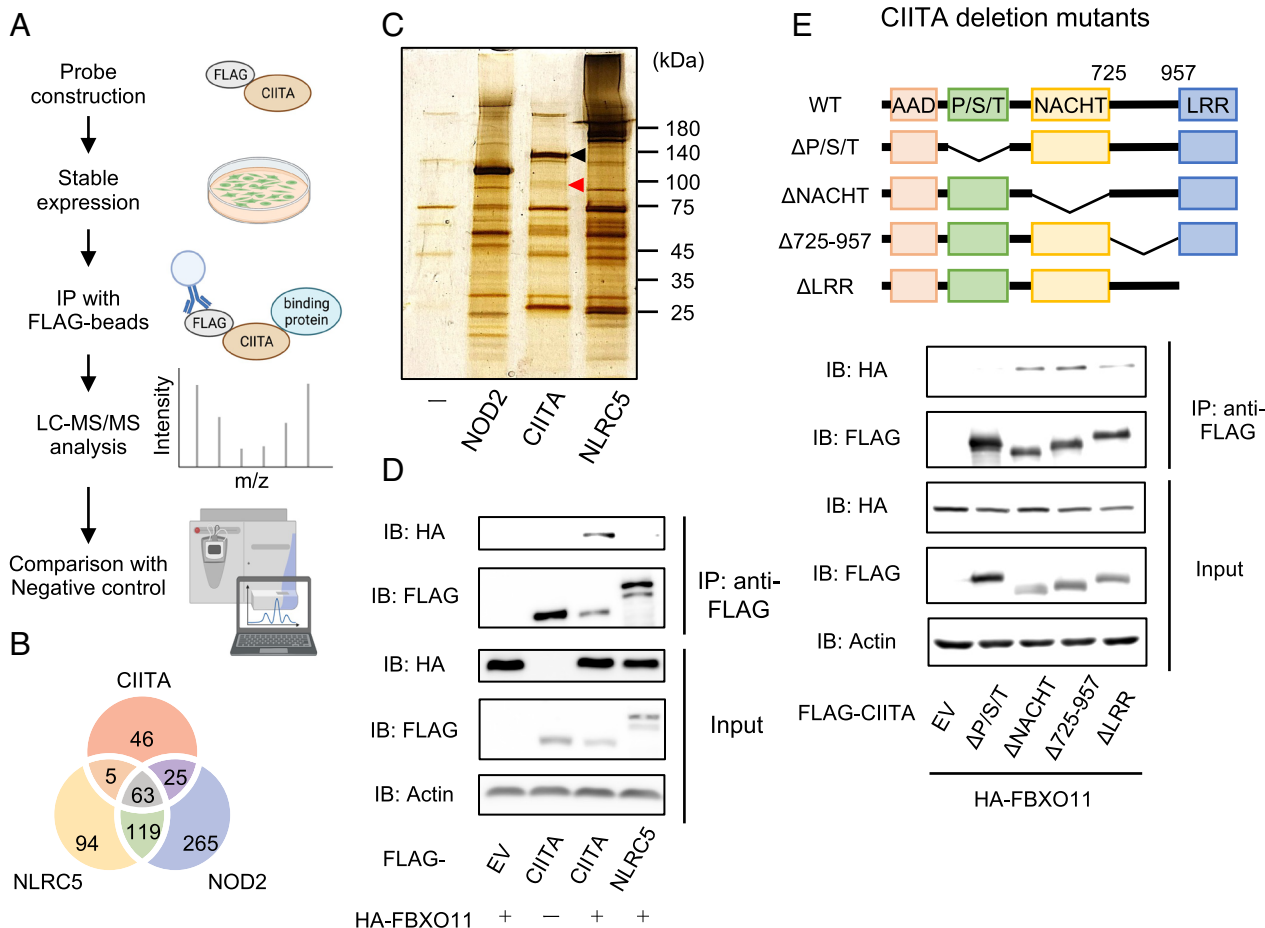 A
Probe
construction
FLAG
CIITA
Stable
expression
IP with
FLAG-beads
FLAG
CIITA
binding
protein
LC-MS/MS
analysis
Intensity
m/z
Comparison with
Negative control
B
CIITA
46
5
25
63
94
119
265
NLRC5
NOD2
C
(kDa)
180
140
100
75
45
35
25
—
NOD2
CIITA
NLRC5
D
IB: HA
IB: FLAG
IP: anti-
FLAG
IB: HA
IB: FLAG
Input
IB: Actin
FLAG-
EV
CIITA
CIITA
NLRC5
HA-FBXO11
+
—
+
+
E
CIITA deletion mutants
725
957
WT
AAD
P/S/T
NACHT
LRR
ΔP/S/T
ΔNACHT
Δ725-957
ΔLRR
IB: HA
IB: FLAG
IP: anti-
FLAG
IB: HA
IB: FLAG
Input
IB: Actin
FLAG-CIITA
EV
ΔP/S/T
ΔNACHT
Δ725-957
ΔLRR
HA-FBXO11